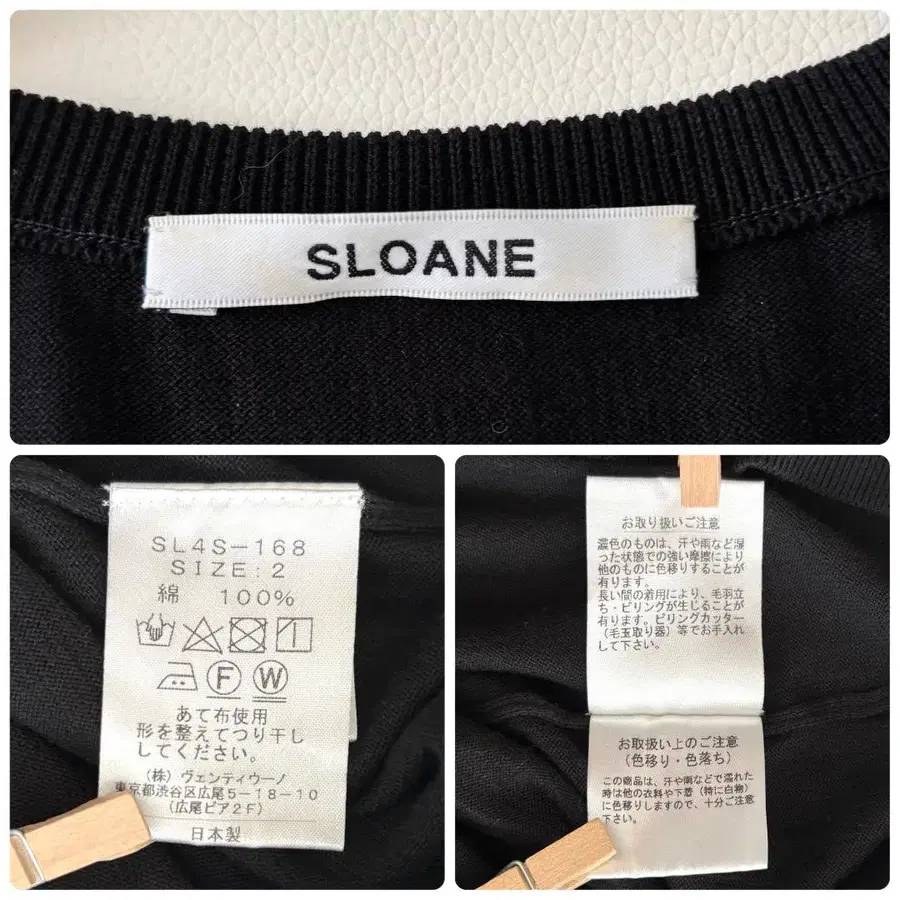 SLOANE
SL4S-168
SIZE:2
綿 100%
F W
あて布使用
形を整えてつり干し
してください。
(株)ヴェンティウーノ
東京都渋谷区広尾5-18-10
(広尾ピア2F)
日本製
お取り扱いご注意
濃色のものは、汗や雨など湿
った状態での強い摩擦により
他のものに色移りすることが
有ります。
長い間の着用により、毛羽立
ち・ピリングが生じることが
有ります。ピリングカッター
(毛玉取り器)等でお手入れ
して下さい。
お取扱い上のご注意
(色移り・色落ち)
この商品は、汗や雨などで濡れた
時は他の衣料や下着(特に白物)
に色移りしますので、十分ご注意
下さい。